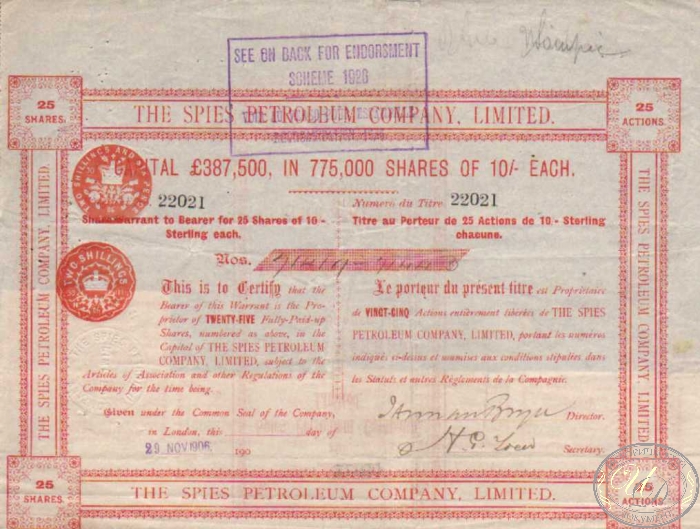 SEE ON BACK FOR ENDORSMENT
SCHEME 1926
25
SHARES.
THE SPIES PETROLEUM COMPANY, LIMITED.
25
ACTIONS.
CAPITAL £387,500, IN 775,000 SHARES OF 10/- EACH.
22021
Numero du Titre 22021
Share Warrant to Bearer for 25 Shares of 10 -
Sterling each.
Titre au Porteur de 25 Actions de 10 - Sterling
chacune.
Nos.
This is to Certify that the
Bearer of this Warrant is the Pro-
prietor of TWENTY-FIVE Fully-Paid-up
Shares, numbered as above, in the
Capital of THE SPIES PETROLEUM
COMPANY, LIMITED, subject to the
Articles of Association and other Regulations of the
Company for the time being.
Le porteur du présent titre est Propriétaire
de VINGT-CINQ Actions entièrement libérées de THE SPIES
PETROLEUM COMPANY, LIMITED, portant les numéros
indiqués ci-dessus et soumises aux conditions stipulées dans
les Statuts et autres Règlements de la Compagnie.
Given under the Common Seal of the Company,
in London, this day of
29 NOV 1906 190
Director.
Secretary.
THE SPIES PETROLEUM COMPANY, LIMITED.
THE SPIES PETROLEUM COMPANY, LIMITED.
TWO SHILLINGS
25
SHARES.
THE SPIES PETROLEUM COMPANY, LIMITED.
25
ACTIONS.